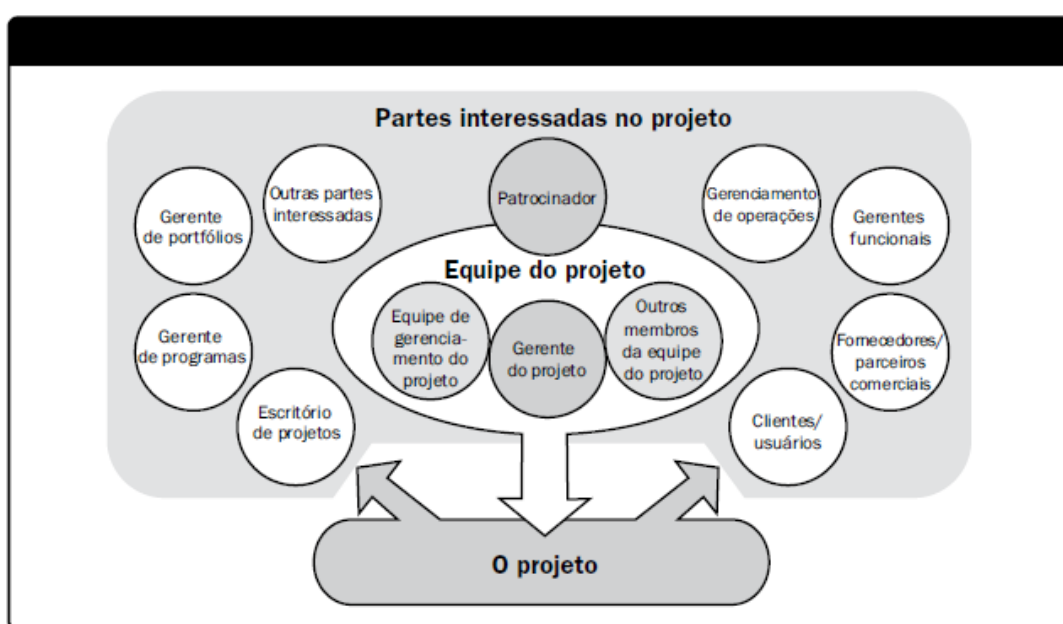 Partes interessadas no projeto
Outras partes
interessadas
Patrocinador
Gerenciamento
de operações
Gerente
de portfólios
Gerentes
funcionais
Equipe do projeto
Equipe de
gerencia-
mento do
projeto
Gerente
do projeto
Outros
membros
da equipe
do projeto
Gerente
de programas
Fornecedores/
parceiros
comerciais
Escritório
de projetos
Clientes/
usuários
O projeto